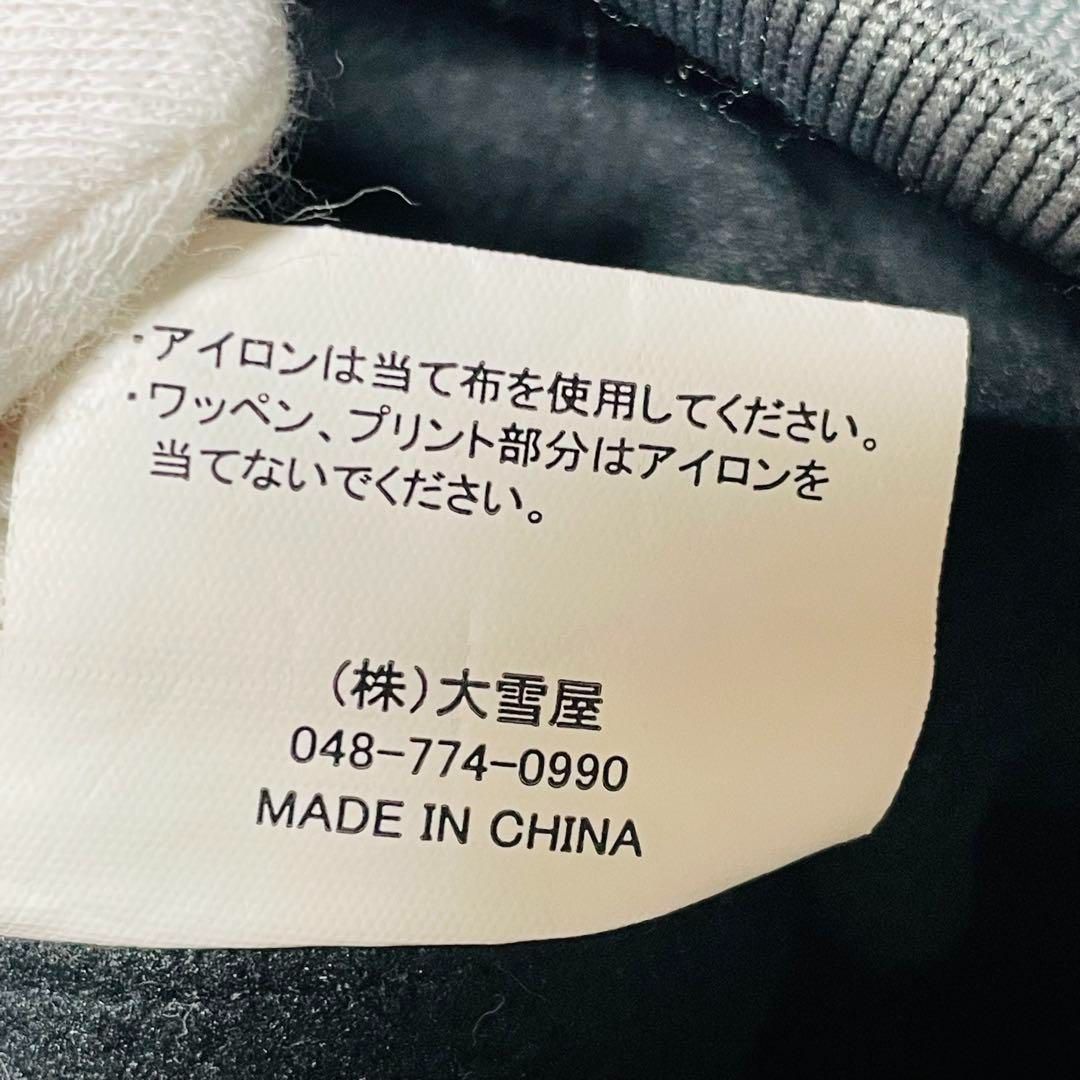 ・アイロンは当て布を使用してください。
・ワッペン、プリント部分はアイロンを
当てないでください。
(株)大雪屋
048-774-0990
MADE IN CHINA